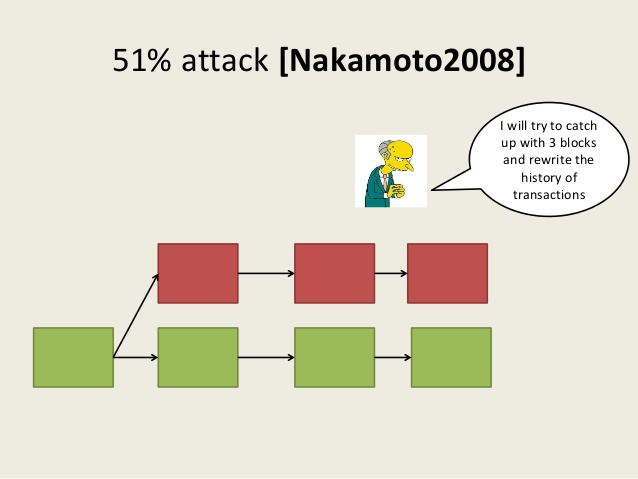 51% attack [Nakamoto2008]
I will try to catch
up with 3 blocks
and rewrite the
history of
transactions